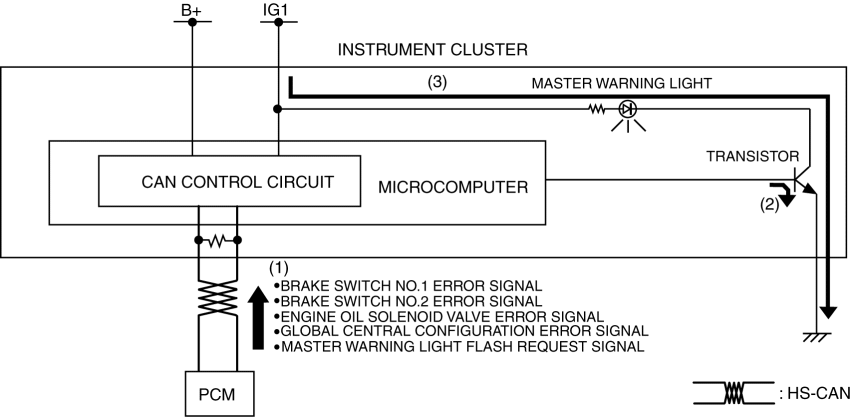 B+ IG1
INSTRUMENT CLUSTER
(3) MASTER WARNING LIGHT
TRANSISTOR
CAN CONTROL CIRCUIT
MICROCOMPUTER
(2)
(1)
•BRAKE SWITCH NO.1 ERROR SIGNAL
•BRAKE SWITCH NO.2 ERROR SIGNAL
•ENGINE OIL SOLENOID VALVE ERROR SIGNAL
•GLOBAL CENTRAL CONFIGURATION ERROR SIGNAL
•MASTER WARNING LIGHT FLASH REQUEST SIGNAL
PCM
: HS-CAN